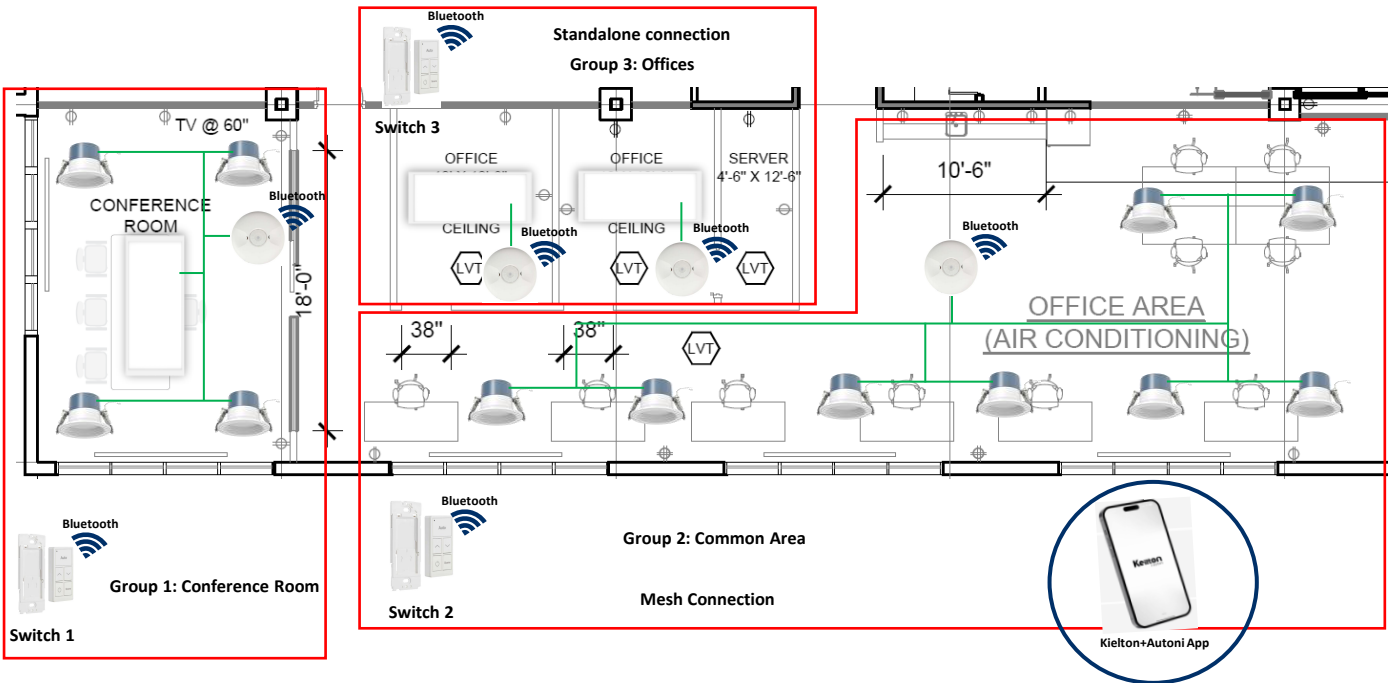 Bluetooth
Standalone connection
Group 3: Offices
Switch 3
TV @ 60"
OFFICE
OFFICE
SERVER
4'-6" X 12'-6"
10'-6"
CONFERENCE
ROOM
Bluetooth
CEILING
CEILING
Bluetooth
Bluetooth
Bluetooth
LVT
LVT
LVT
18'-0"
OFFICE AREA
(AIR CONDITIONING)
38"
38"
LVT
Bluetooth
Bluetooth
Group 1: Conference Room
Switch 1
Group 2: Common Area
Mesh Connection
Switch 2
Kielton+Autoni App